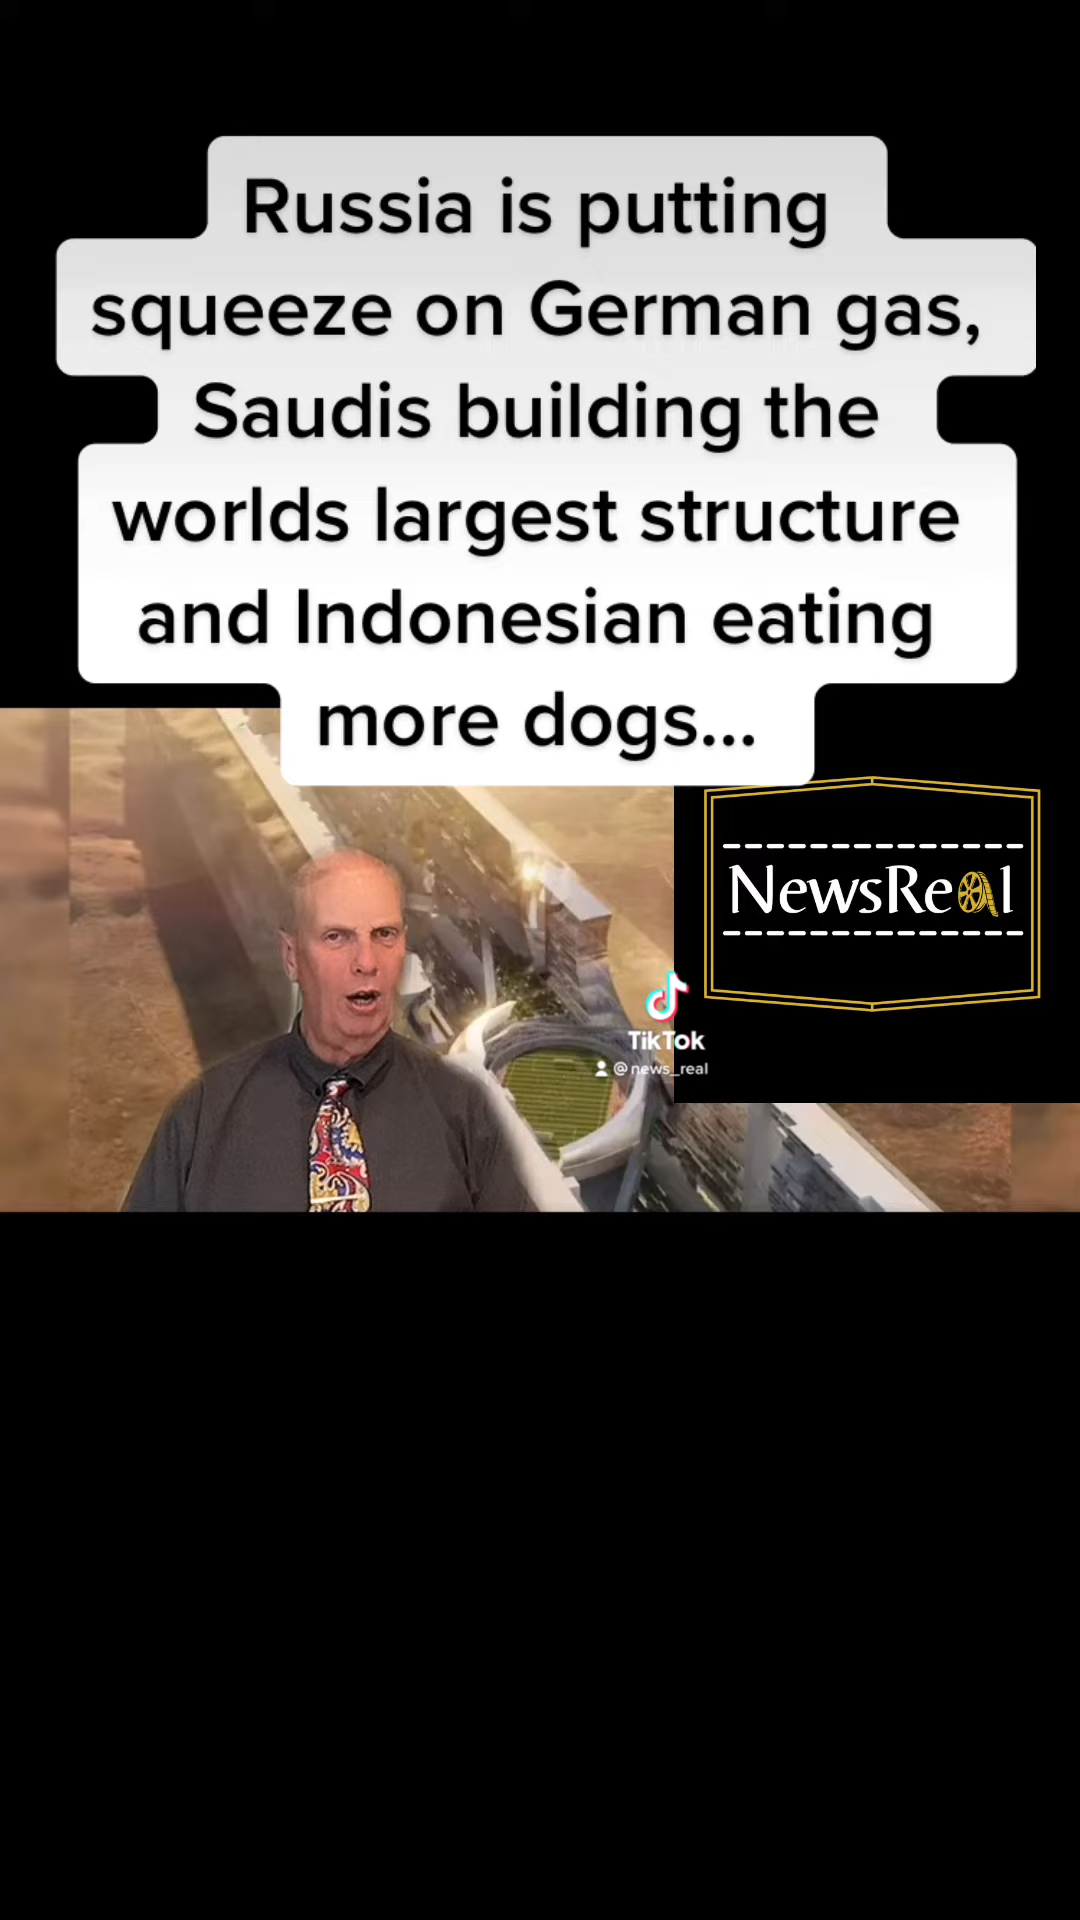 Russia is putting
squeeze on German gas,
Saudis building the
worlds largest structure
and Indonesian eating
more dogs...
NewsReal
TikTok
@news_real